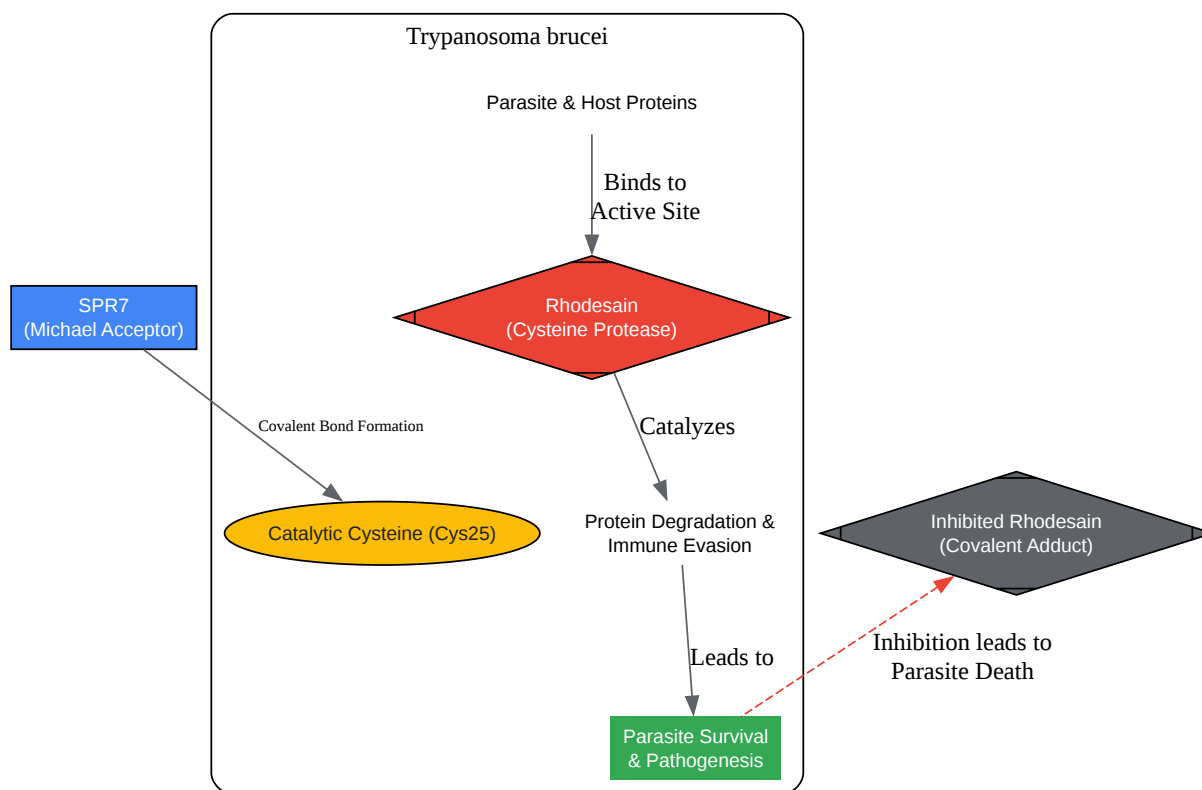 Trypanosoma brucei
Parasite & Host Proteins
Binds to
Active Site
SPR7
(Michael Acceptor)
Rhodesain
(Cysteine Protease)
Covalent Bond Formation
Catalyzes
Catalytic Cysteine (Cys25)
Protein Degradation &
Immune Evasion
Inhibited Rhodesain
(Covalent Adduct)
Leads to
Inhibition leads to
Parasite Death
Parasite Survival
& Pathogenesis